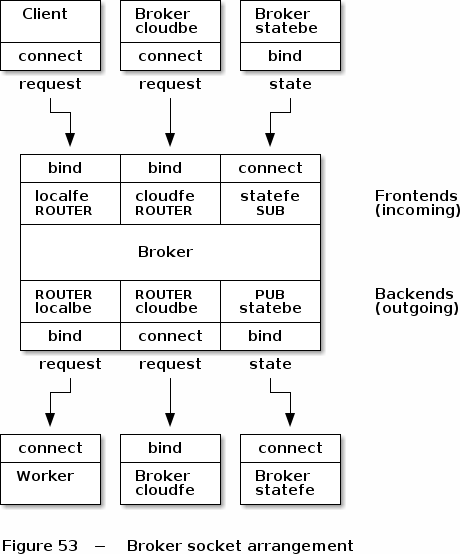 Client
Broker
cloudbe
Broker
statebe
connect
connect
bind
request
request
state
bind
bind
connect
localfe
ROUTER
cloudfe
ROUTER
statefe
SUB
Frontends
(incoming)
Broker
ROUTER
localbe
ROUTER
cloudbe
PUB
statebe
Backends
(outgoing)
bind
connect
bind
request
request
state
connect
bind
connect
Worker
Broker
cloudfe
Broker
statefe
Figure 53 – Broker socket arrangement